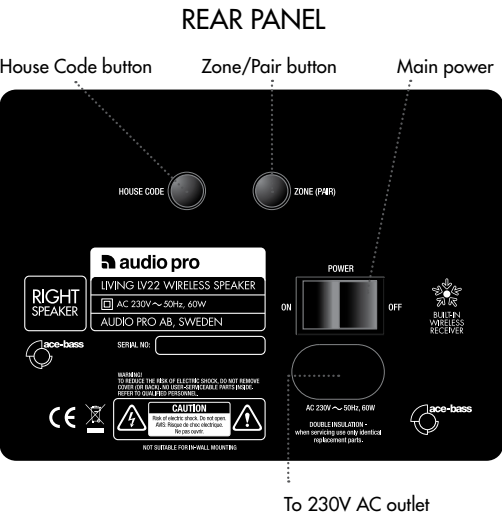 REAR PANEL
House Code button
Zone/Pair button
Main power
HOUSE CODE
ZONE (PAIR)
audio pro
LIVING LV22 WIRELESS SPEAKER
AC 230V ~ 50Hz, 60W
AUDIO PRO AB, SWEDEN
RIGHT
SPEAKER
POWER
ON
OFF
BUILT-IN
WIRELESS
RECEIVER
ace-bass
SERIAL NO:
WARNING!
TO REDUCE THE RISK OF ELECTRIC SHOCK, DO NOT REMOVE
COVER (OR BACK). NO USER-SERVICEABLE PARTS INSIDE.
REFER TO QUALIFIED PERSONNEL.
CE
CAUTION
Risk of electric shock. Do not open.
AVIS: Risque de choc electrique.
Ne pas ouvrir.
NOT SUITABLE FOR IN-WALL MOUNTING
AC 230V ~ 50Hz, 60W
DOUBLE INSULATION -
when servicing use only identical
replacement parts.
ace-bass
To 230V AC outlet